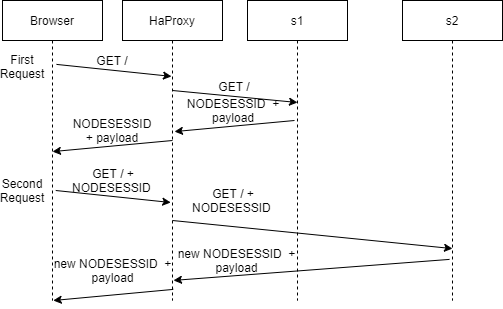 Browser
HaProxy
s1
s2
First
Request
GET /
GET /
NODESESSID +
payload
NODESESSID
+ payload
Second
Request
GET / +
NODESESSID
GET / +
NODESESSID
new NODESESSID +
payload
new NODESESSID +
payload